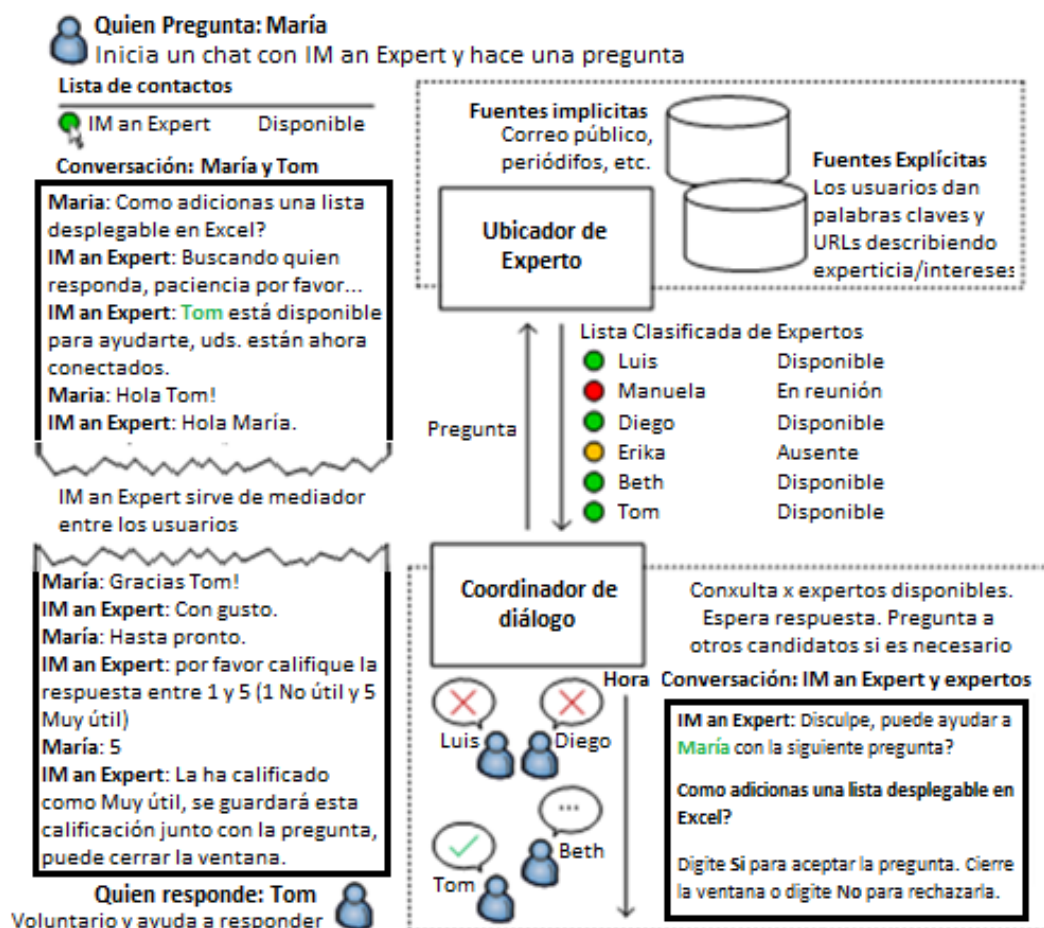 Quien Pregunta: María
Inicia un chat con IM an Expert y hace una pregunta
Lista de contactos
IM an Expert Disponible
Conversación: María y Tom
Maria: Como adicionas una lista
desplegable en Excel?
IM an Expert: Buscando quien
responda, paciencia por favor...
IM an Expert: Tom está disponible
para ayudarte, uds. están ahora
conectados.
Maria: Hola Tom!
IM an Expert: Hola María.
IM an Expert sirve de mediador
entre los usuarios
María: Gracias Tom!
IM an Expert: Con gusto.
María: Hasta pronto.
IM an Expert: por favor califique la
respuesta entre 1 y 5 (1 No útil y 5
Muy útil)
María: 5
IM an Expert: La ha calificado
como Muy útil, se guardará esta
calificación junto con la pregunta,
puede cerrar la ventana.
Quien responde: Tom
Voluntario y ayuda a responder
Fuentes implicitas
Correo público,
periódifos, etc.
Fuentes Explícitas
Los usuarios dan
palabras claves y
URLs describiendo
experticia/intereses
Ubicador de
Experto
Pregunta
Lista Clasificada de Expertos
Luis Disponible
Manuela En reunión
Diego Disponible
Erika Ausente
Beth Disponible
Tom Disponible
Coordinador de
diálogo
Conxulta x expertos disponibles.
Espera respuesta. Pregunta a
otros candidatos si es necesario
Hora
Luis
Diego
...
Beth
Tom
Conversación: IM an Expert y expertos
IM an Expert: Disculpe, puede ayudar a
María con la siguiente pregunta?
Como adicionas una lista desplegable en
Excel?
Digite Si para aceptar la pregunta. Cierre
la ventana o digite No para rechazarla.